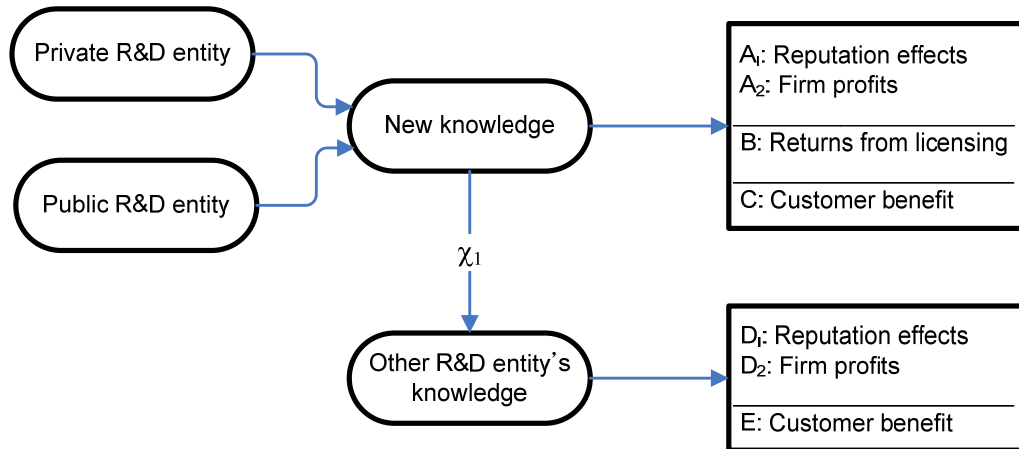 Private R&D entity
Public R&D entity
New knowledge
χ₁
Other R&D entity's
knowledge
A₁: Reputation effects
A₂: Firm profits
B: Returns from licensing
C: Customer benefit
D₁: Reputation effects
D₂: Firm profits
E: Customer benefit